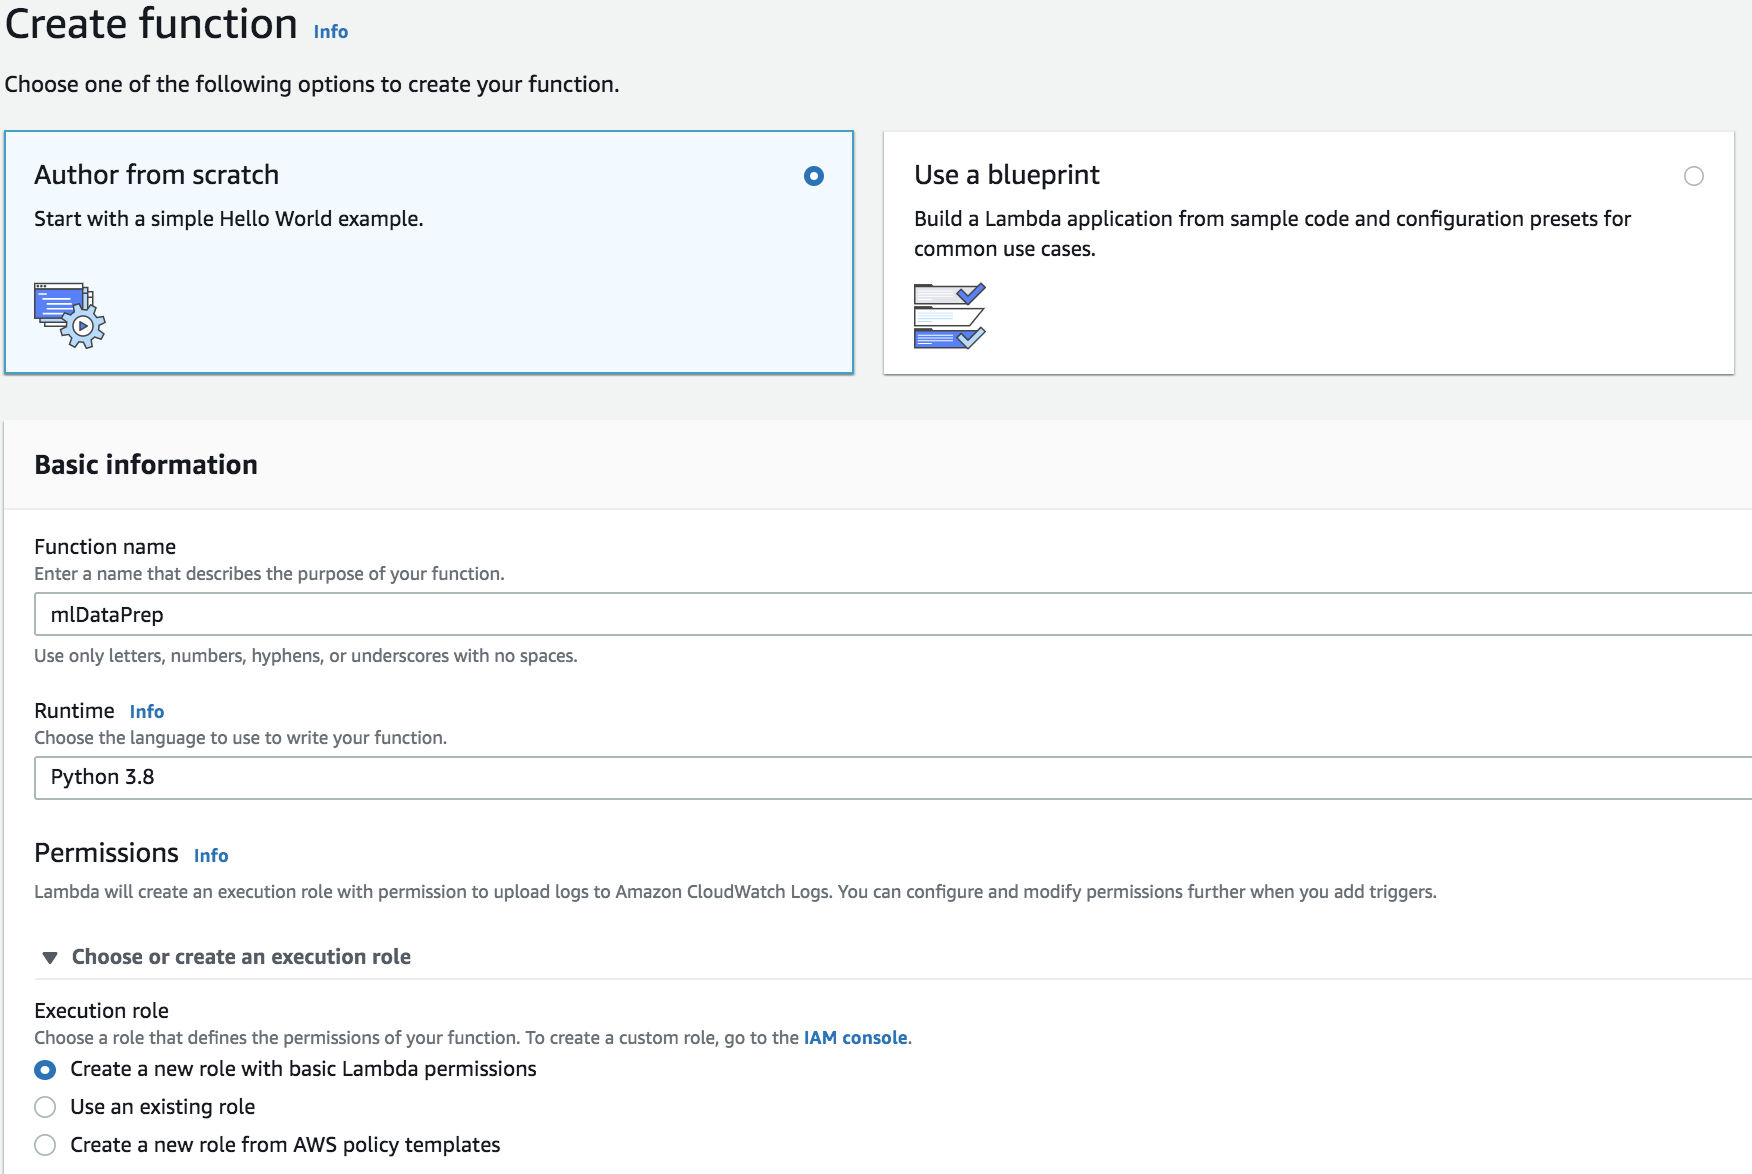 Create function Info
Choose one of the following options to create your function.
Author from scratch
Start with a simple Hello World example.
Use a blueprint
Build a Lambda application from sample code and configuration presets for
common use cases.
Basic information
Function name
Enter a name that describes the purpose of your function.
mlDataPrep
Use only letters, numbers, hyphens, or underscores with no spaces.
Runtime Info
Choose the language to use to write your function.
Python 3.8
Permissions Info
Lambda will create an execution role with permission to upload logs to Amazon CloudWatch Logs. You can configure and modify permissions further when you add triggers.
Choose or create an execution role
Execution role
Choose a role that defines the permissions of your function. To create a custom role, go to the IAM console.
Create a new role with basic Lambda permissions
Use an existing role
Create a new role from AWS policy templates